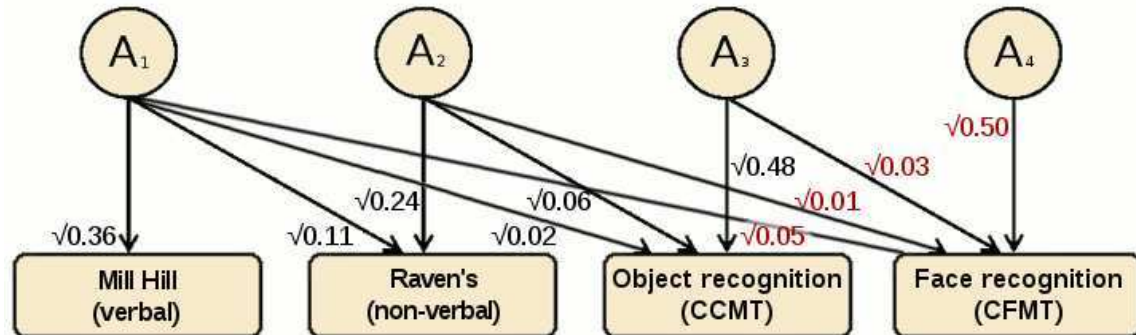 A₁
A₂
A₃
A₄
√0.50
√0.48
√0.03
√0.24
√0.06
√0.01
√0.36
√0.11
√0.02
√0.05
Mill Hill
(verbal)
Raven's
(non-verbal)
Object recognition
(CCMT)
Face recognition
(CFMT)